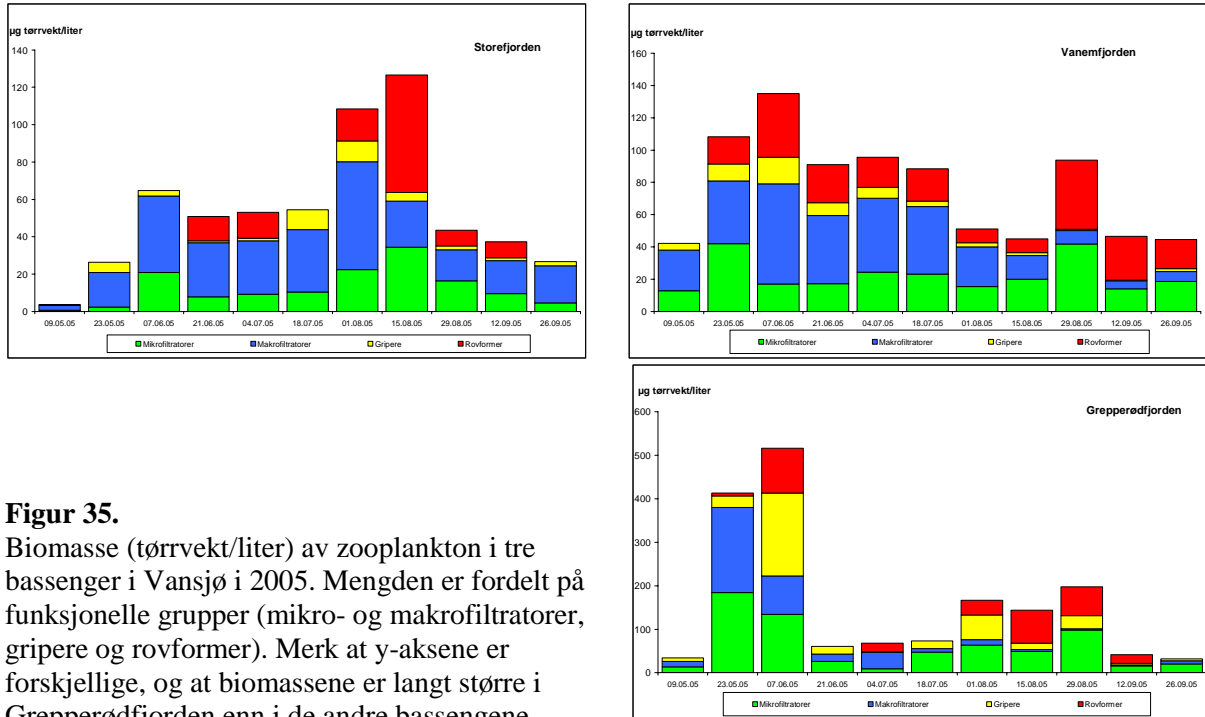 µg tørrvekt/liter
Storefjorden
140
120
100
80
60
40
20
0
09.05.05 23.05.05 07.06.05 21.06.05 04.07.05 18.07.05 01.08.05 15.08.05 29.08.05 12.09.05 26.09.05
Mikrofiltratorer Makrofiltratorer Gripere Rovformer
µg tørrvekt/liter
Vanemfjorden
160
140
120
100
80
60
40
20
0
09.05.05 23.05.05 07.06.05 21.06.05 04.07.05 18.07.05 01.08.05 15.08.05 29.08.05 12.09.05 26.09.05
Mikrofiltratorer Makrofiltratorer Gripere Rovformer
µg tørrvekt/liter
Grepperødfjorden
600
500
400
300
200
100
0
09.05.05 23.05.05 07.06.05 21.06.05 04.07.05 18.07.05 01.08.05 15.08.05 29.08.05 12.09.05 26.09.05
Mikrofiltratorer Makrofiltratorer Gripere Rovformer
Figur 35.
Biomasse (tørrvekt/liter) av zooplankton i tre
bassenger i Vansjø i 2005. Mengden er fordelt på
funksjonelle grupper (mikro- og makrofiltratorer,
gripere og rovformer). Merk at y-aksene er
forskjellige, og at biomassene er langt større i
Grepperødfjorden enn i de andre bassengene